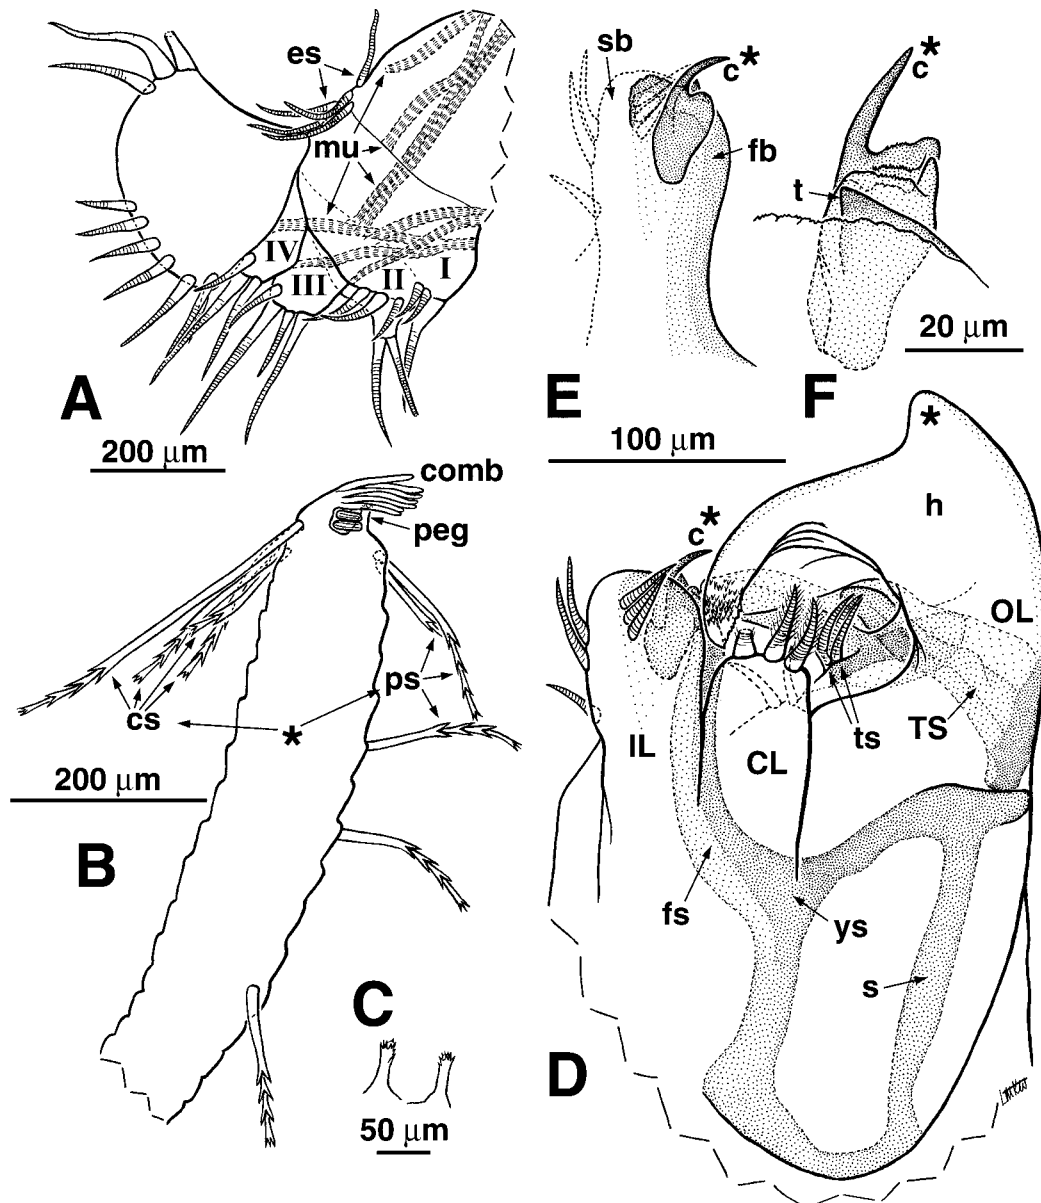 es
mu
IV
III
II
I
A
200 μm
sb
c*
fb
E
c*
t
20 μm
F
100 μm
comb
peg
cs
*
ps
200 μm
B
C
50 μm
*
h
c*
OL
IL
CL
ts
TS
fs
ys
s
D